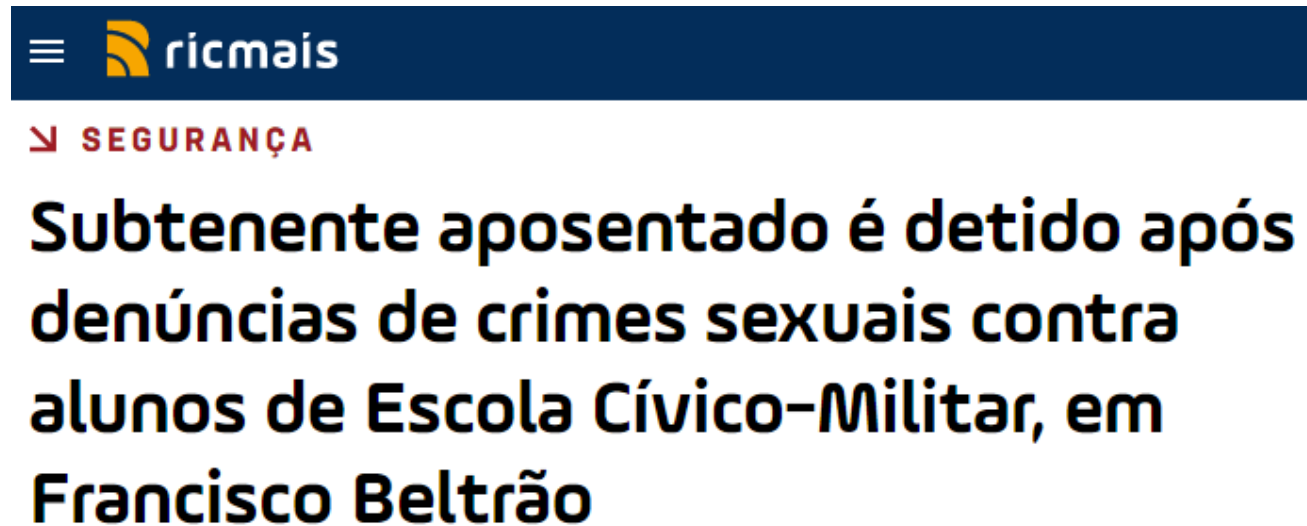 ricmais
SEGURANÇA
Subtenente aposentado é detido após
denúncias de crimes sexuais contra
alunos de Escola Cívico-Militar, em
Francisco Beltrão